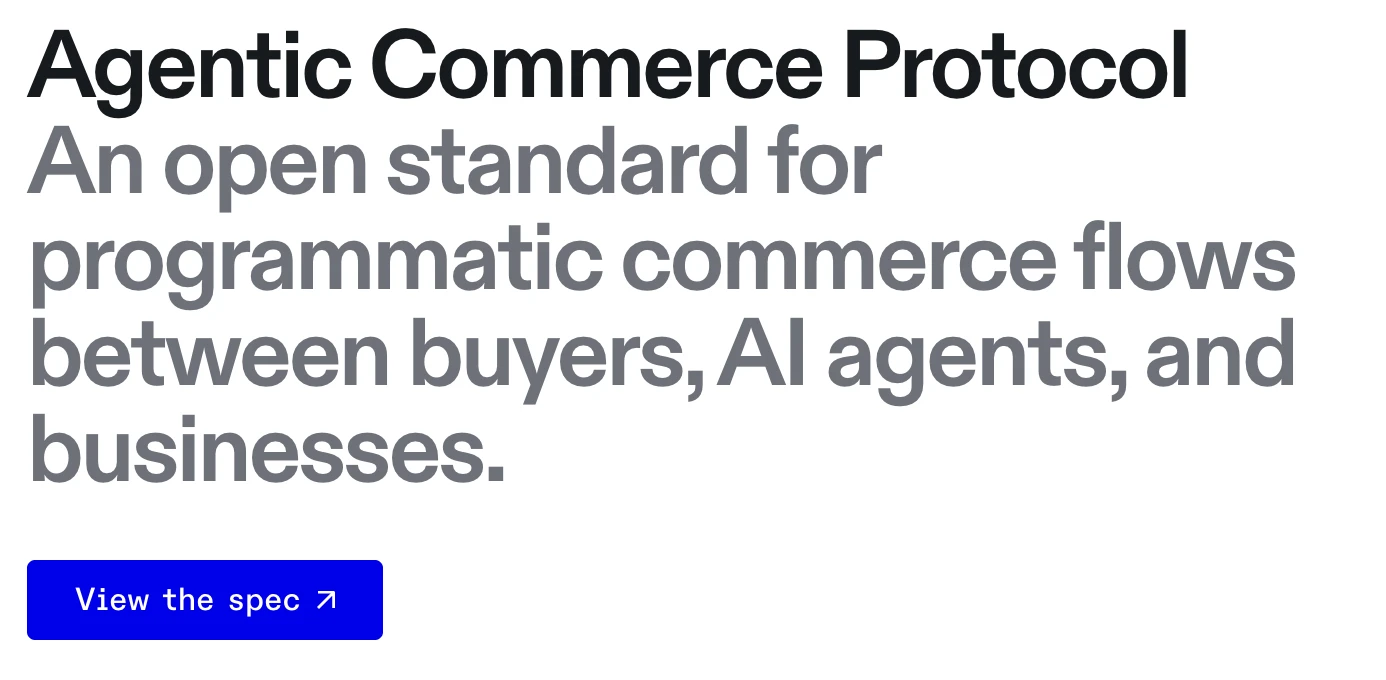 Agentic Commerce Protocol
An open standard for
programmatic commerce flows
between buyers, AI agents, and
businesses.
View the spec ↗